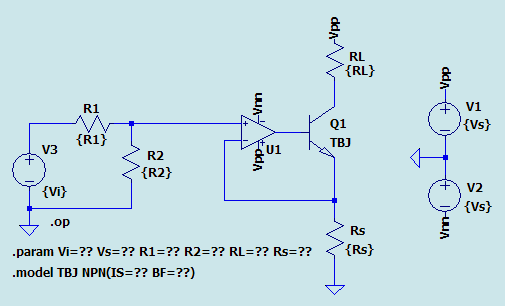 Vpp
RL
{RL}
Vpp
R1
{R1}
Vnn
+
−
+
−
+
Vpp
U1
Q1
TBJ
V1
{Vs}
+
−
V3
{Vi}
+
−
R2
{R2}
V2
{Vs}
+
−
Vnn
.op
Rs
{Rs}
.param Vi=?? Vs=?? R1=?? R2=?? RL=?? Rs=??
.model TBJ NPN(IS=?? BF=??)